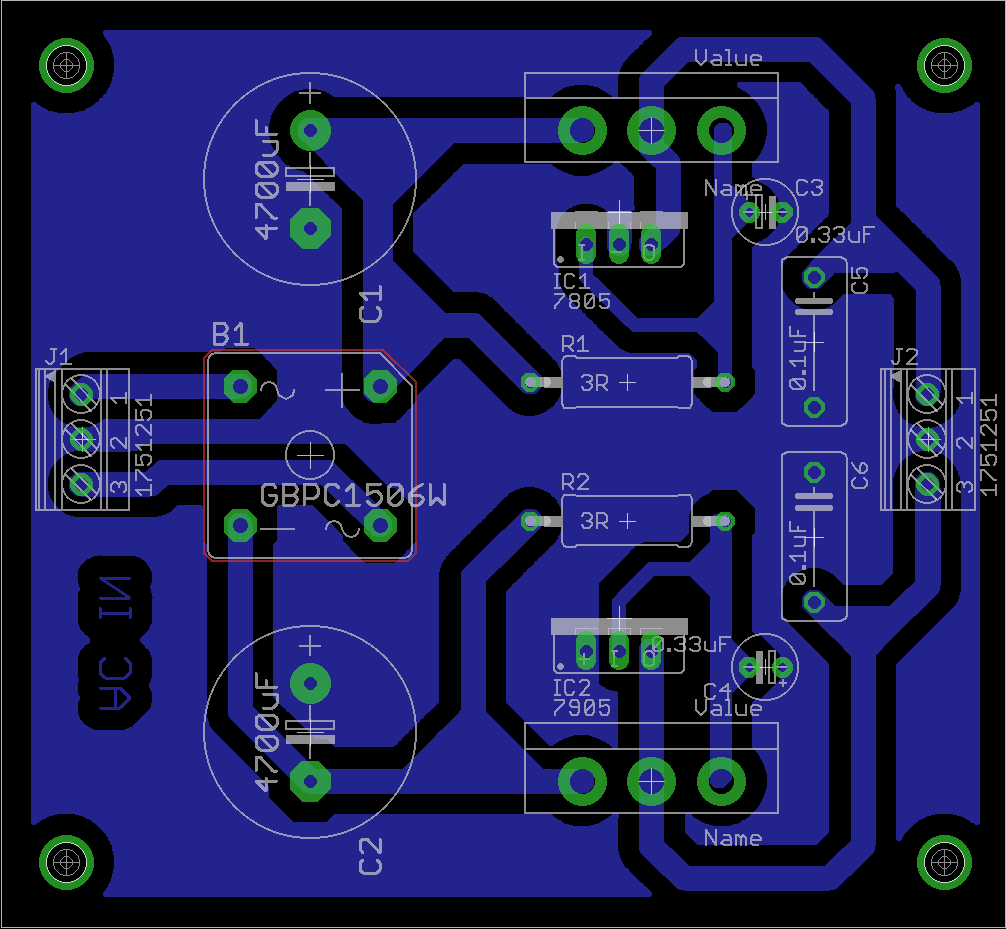 Value
4700uF
Name
C3
0.33uF
C1
IC1
7805
C5
0.1uF
B1
J1
1
2
3
1751251
R1
3R
J2
1
2
3
1751251
GBPC1506W
R2
3R
C6
0.1uF
AC IN
0.33uF
IC2
7905
C4
Value
4700uF
Name
C2